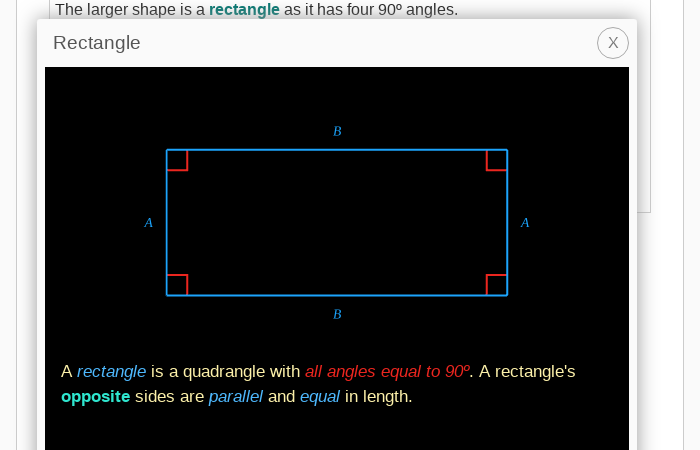 The larger shape is a rectangle as it has four 90º angles.
Rectangle X
B
A A
B
A rectangle is a quadrangle with all angles equal to 90º. A rectangle's
opposite sides are parallel and equal in length.